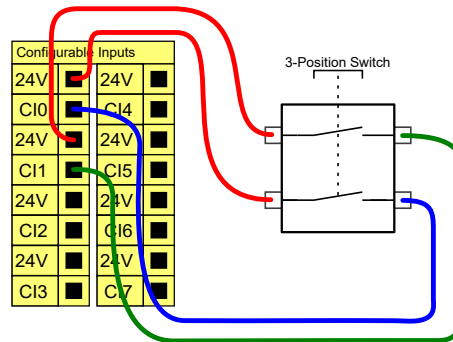 Configurable Inputs
24V 24V
CI0 CI4
24V 24V
CI1 CI5
24V 24V
CI2 CI6
24V 24V
CI3 CI7
3-Position Switch